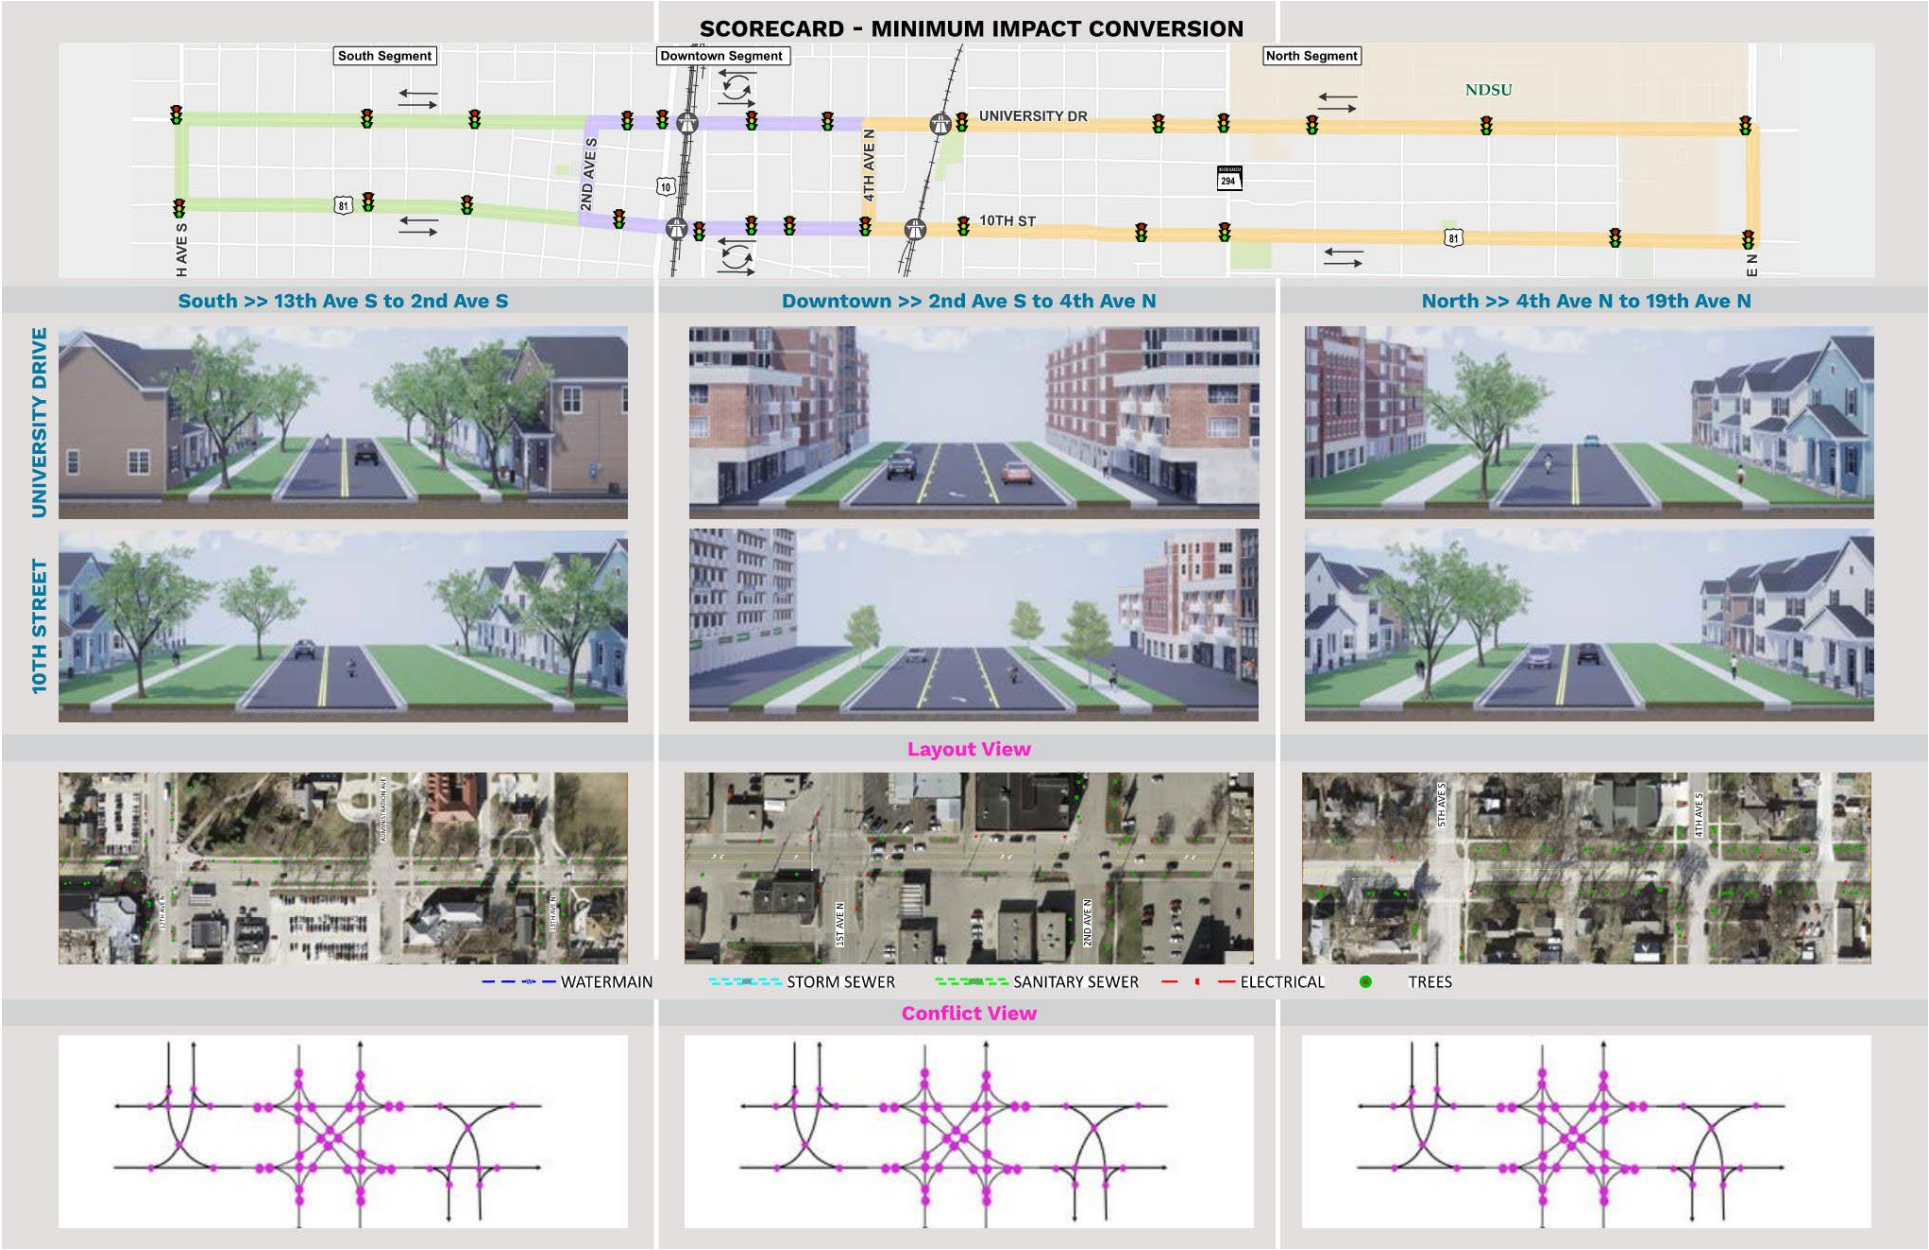 SCORECARD - MINIMUM IMPACT CONVERSION
South Segment
Downtown Segment
North Segment
NDSU
UNIVERSITY DR
2ND AVE S
4TH AVE N
10
294
81
10TH ST
81
H AVE S
E N
South >> 13th Ave S to 2nd Ave S
Downtown >> 2nd Ave S to 4th Ave N
North >> 4th Ave N to 19th Ave N
UNIVERSITY DRIVE
10TH STREET
Layout View
ADMINISTRATION AVE
1ST AVE N
2ND AVE N
5TH AVE S
4TH AVE S
WATERMAIN
STORM SEWER
SANITARY SEWER
ELECTRICAL
TREES
Conflict View